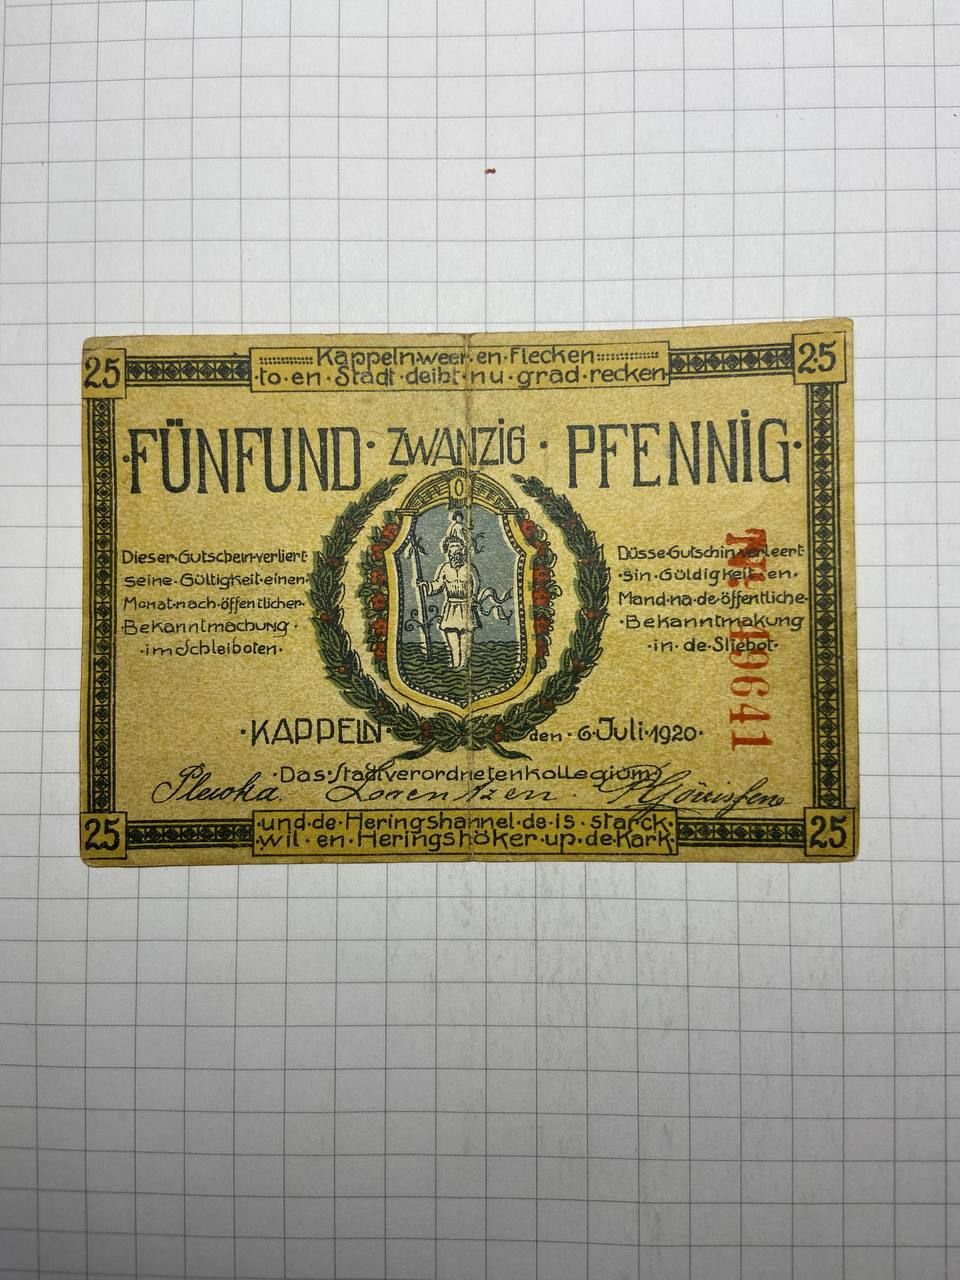 25
Kappeln·weer·en·Flecken
25
·to·en·Stadt·deiht·nu·grad·recken
·FÜNFUND·ZWANZIG·PFENNIG·
Dieser·Gutschein·verliert·
seine·Gültigkeit·einen·
Monat·nach·öffentlicher·
·Bekanntmachung·
·im·Schleiboten·
Düsse·Gutschin·verleert
·sin·Güldigkeit·en·
Mand·na·de·öffentliche·
·Bekanntmakung
·in·de·Sliebot·
Nr. 49641
·KAPPELN·
den·6·Juli·1920·
·Das·Stadtverordnetenkollegium·
Lorentzen
25
·und·de·Heringshannel·de·is·starck·
25
wil·en·Heringshöker·up·de·Kark·